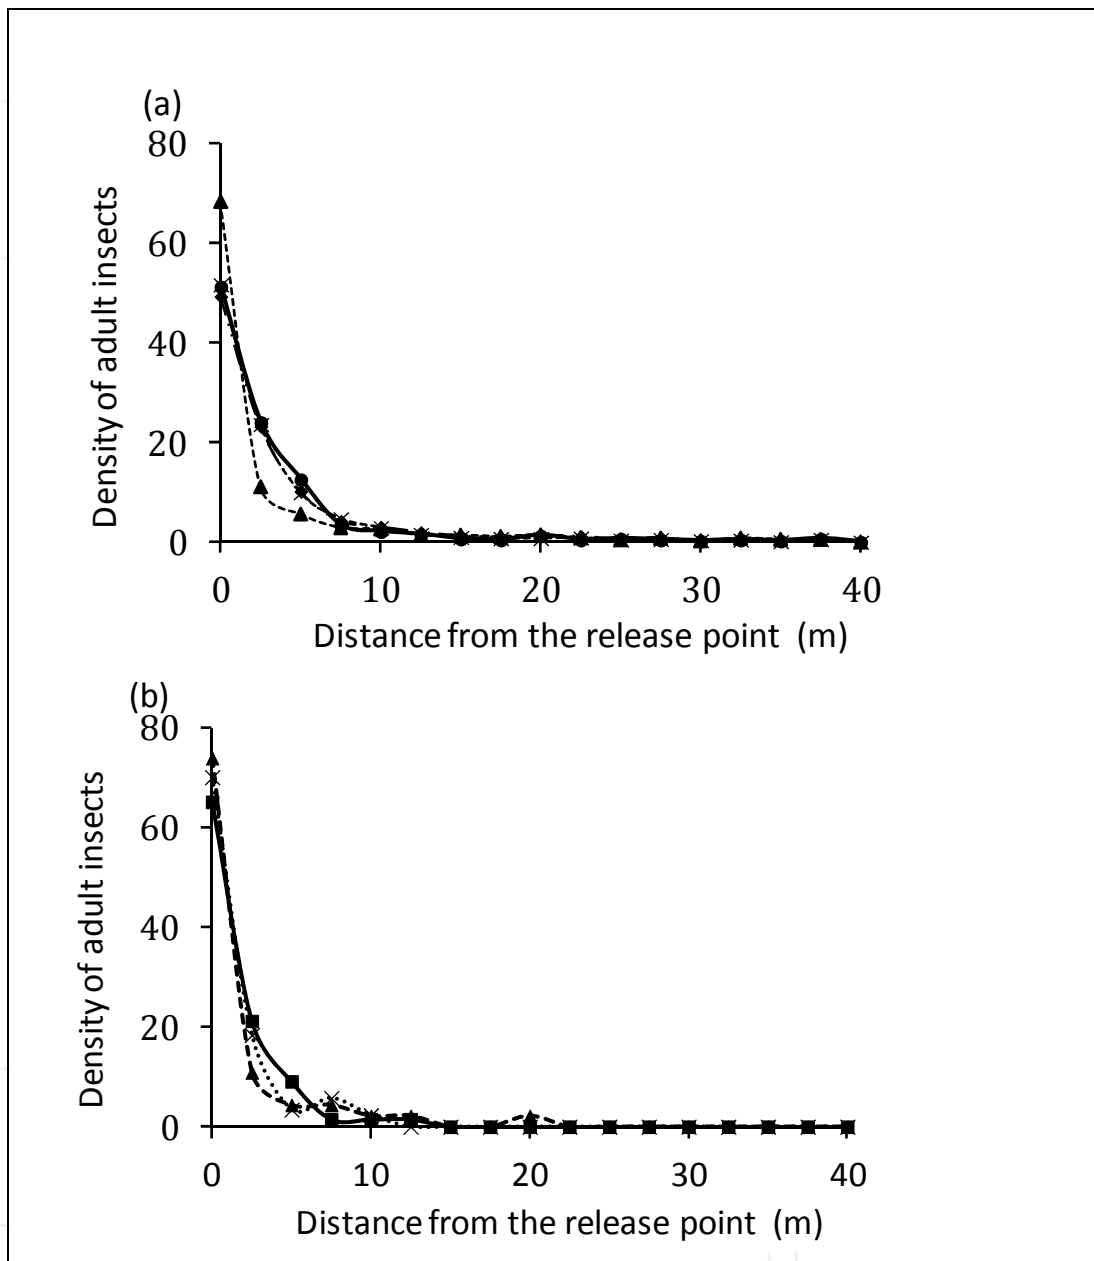 (a)
80
60
40
20
0
Density of adult insects
0 10 20 30 40
Distance from the release point (m)
(b)
80
60
40
20
0
Density of adult insects
0 10 20 30 40
Distance from the release point (m)